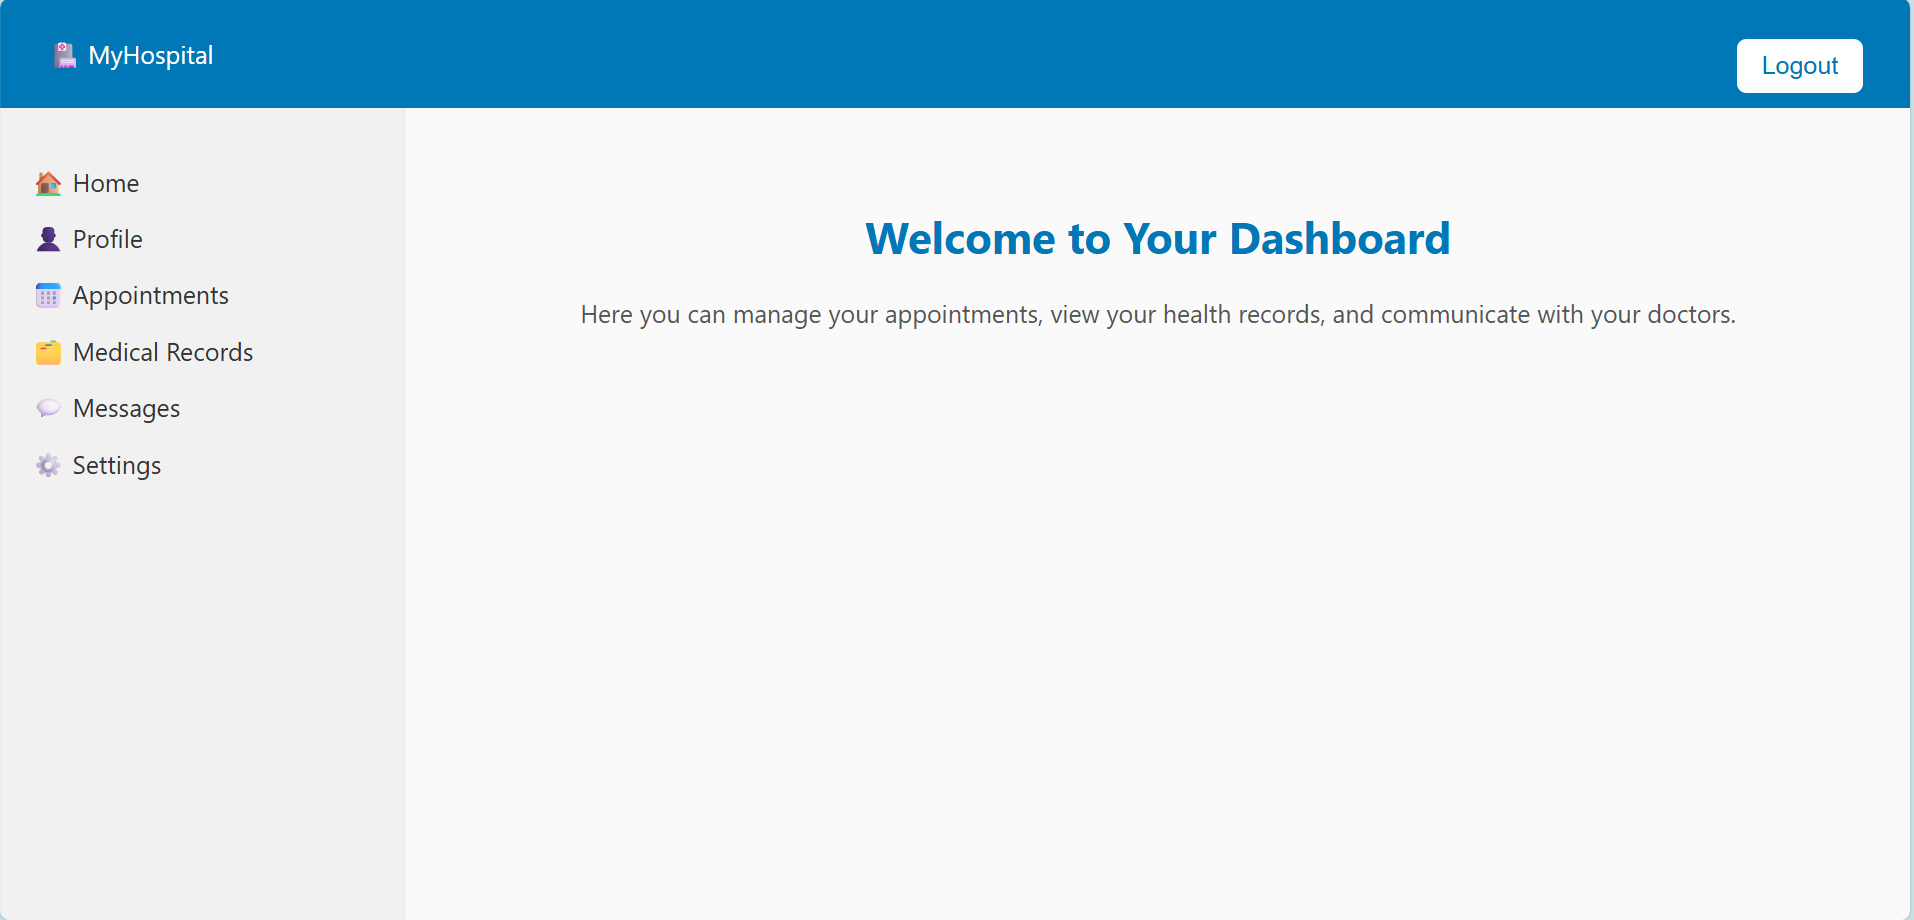 MyHospital
Logout
Home
Profile
Appointments
Medical Records
Messages
Settings
Welcome to Your Dashboard
Here you can manage your appointments, view your health records, and communicate with your doctors.